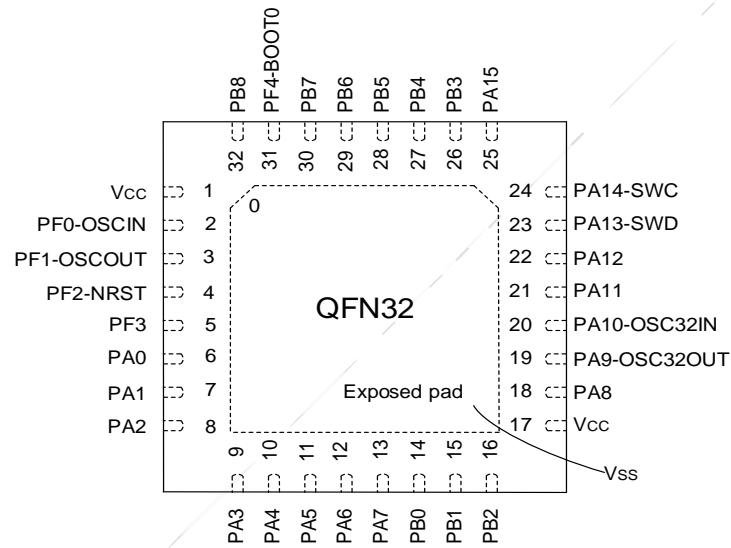 PB8
PF4-BOOT0
PB7
PB6
PB5
PB4
PB3
PA15
32
31
30
29
28
27
26
25
Vcc 1
PF0-OSCIN 2
PF1-OSCOUT 3
PF2-NRST 4
PF3 5
PA0 6
PA1 7
PA2 8
0
QFN32
Exposed pad
24 PA14-SWC
23 PA13-SWD
22 PA12
21 PA11
20 PA10-OSC32IN
19 PA9-OSC32OUT
18 PA8
17 Vcc
Vss
9
10
11
12
13
14
15
16
PA3
PA4
PA5
PA6
PA7
PB0
PB1
PB2